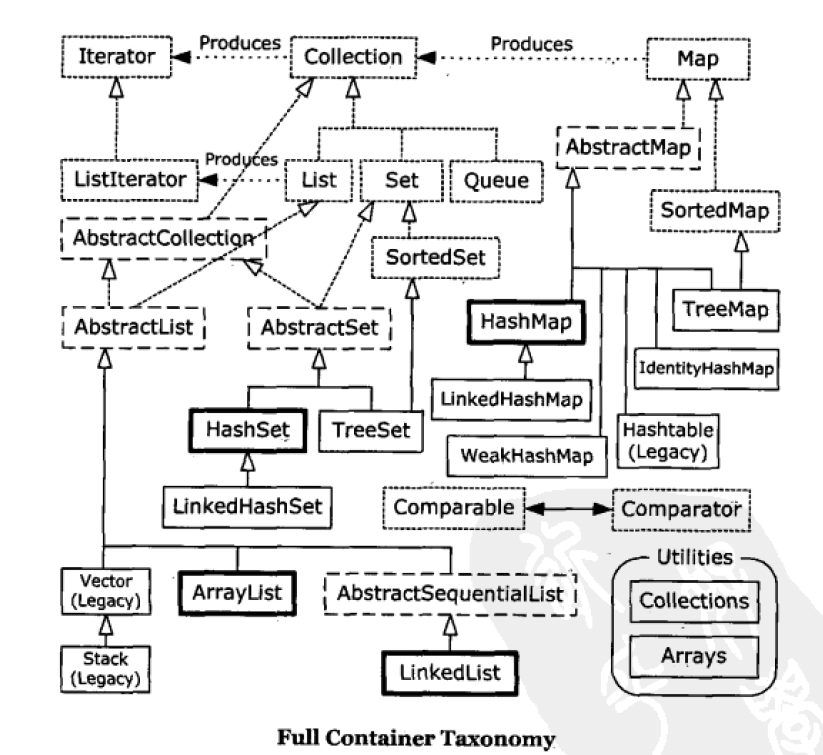 Iterator
Produces
Collection
Produces
Map
AbstractMap
ListIterator
Produces
List
Set
Queue
SortedMap
AbstractCollection
SortedSet
AbstractList
AbstractSet
HashMap
TreeMap
IdentityHashMap
LinkedHashMap
HashSet
TreeSet
Hashtable
(Legacy)
WeakHashMap
LinkedHashSet
Comparable
Comparator
Utilities
Vector
(Legacy)
ArrayList
AbstractSequentialList
Collections
Stack
(Legacy)
LinkedList
Arrays
Full Container Taxonomy